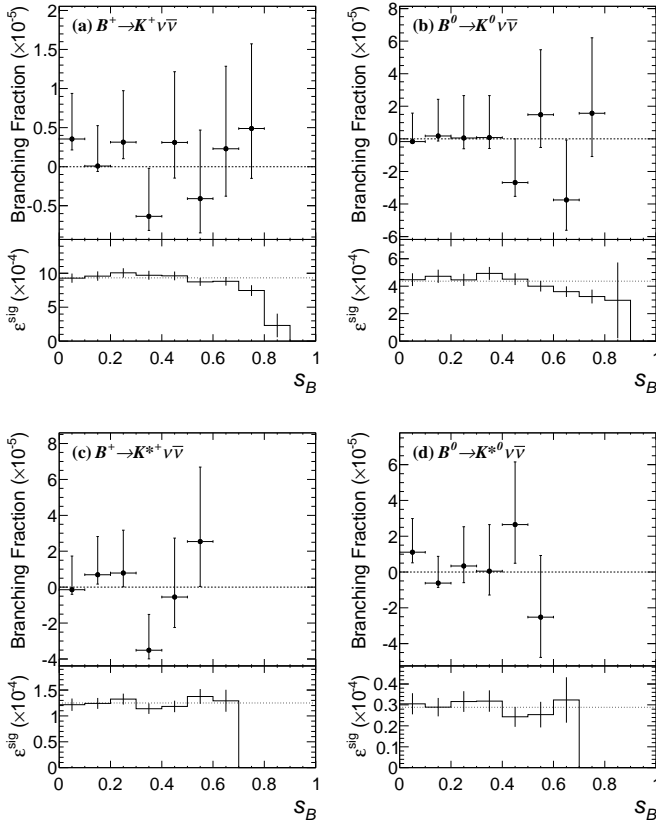 Branching Fraction (×10⁻⁵)
(a) B⁺→K⁺νν̄
2
1.5
1
0.5
0
-0.5
ε^sig (×10⁻⁴)
10
5
0
0 0.2 0.4 0.6 0.8 1
s_B
Branching Fraction (×10⁻⁵)
(b) B⁰→K⁰νν̄
8
6
4
2
0
-2
-4
-6
ε^sig (×10⁻⁴)
6
4
2
0
0 0.2 0.4 0.6 0.8 1
s_B
Branching Fraction (×10⁻⁵)
(c) B⁺→K*⁺νν̄
8
6
4
2
0
-2
-4
ε^sig (×10⁻⁴)
1.5
1
0.5
0
0 0.2 0.4 0.6 0.8 1
s_B
Branching Fraction (×10⁻⁵)
(d) B⁰→K*⁰νν̄
6
4
2
0
-2
-4
ε^sig (×10⁻⁴)
0.4
0.3
0.2
0.1
0
0 0.2 0.4 0.6 0.8 1
s_B